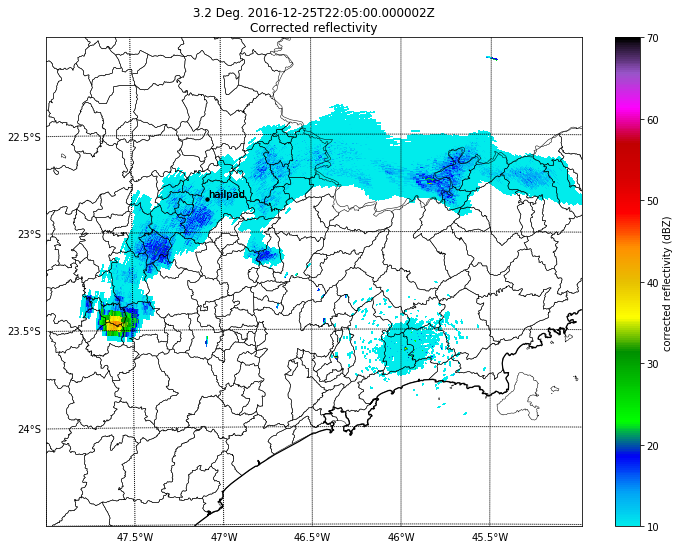 3.2 Deg. 2016-12-25T22:05:00.000002Z
Corrected reflectivity
22.5°S
23°S
23.5°S
24°S
hailpad
47.5°W
47°W
46.5°W
46°W
45.5°W
70
60
50
40
30
20
10
corrected reflectivity (dBZ)